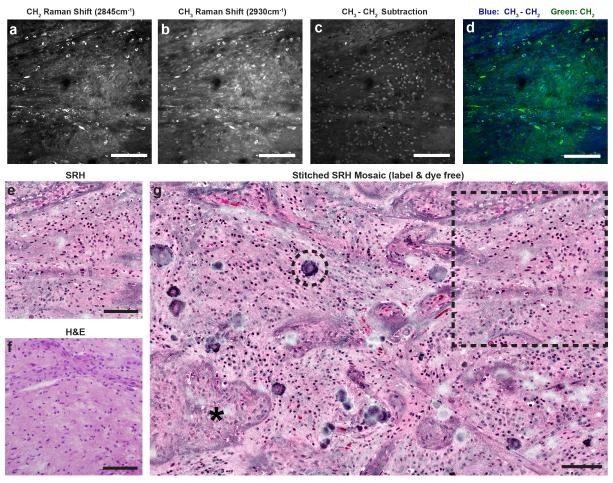 CH₂ Raman Shift (2845cm⁻¹)
CH₃ Raman Shift (2930cm⁻¹)
CH₃ - CH₂ Subtraction
Blue: CH₃ - CH₂ Green: CH₂
a
b
c
d
SRH
Stitched SRH Mosaic (label & dye free)
e
g
H&E
f
*